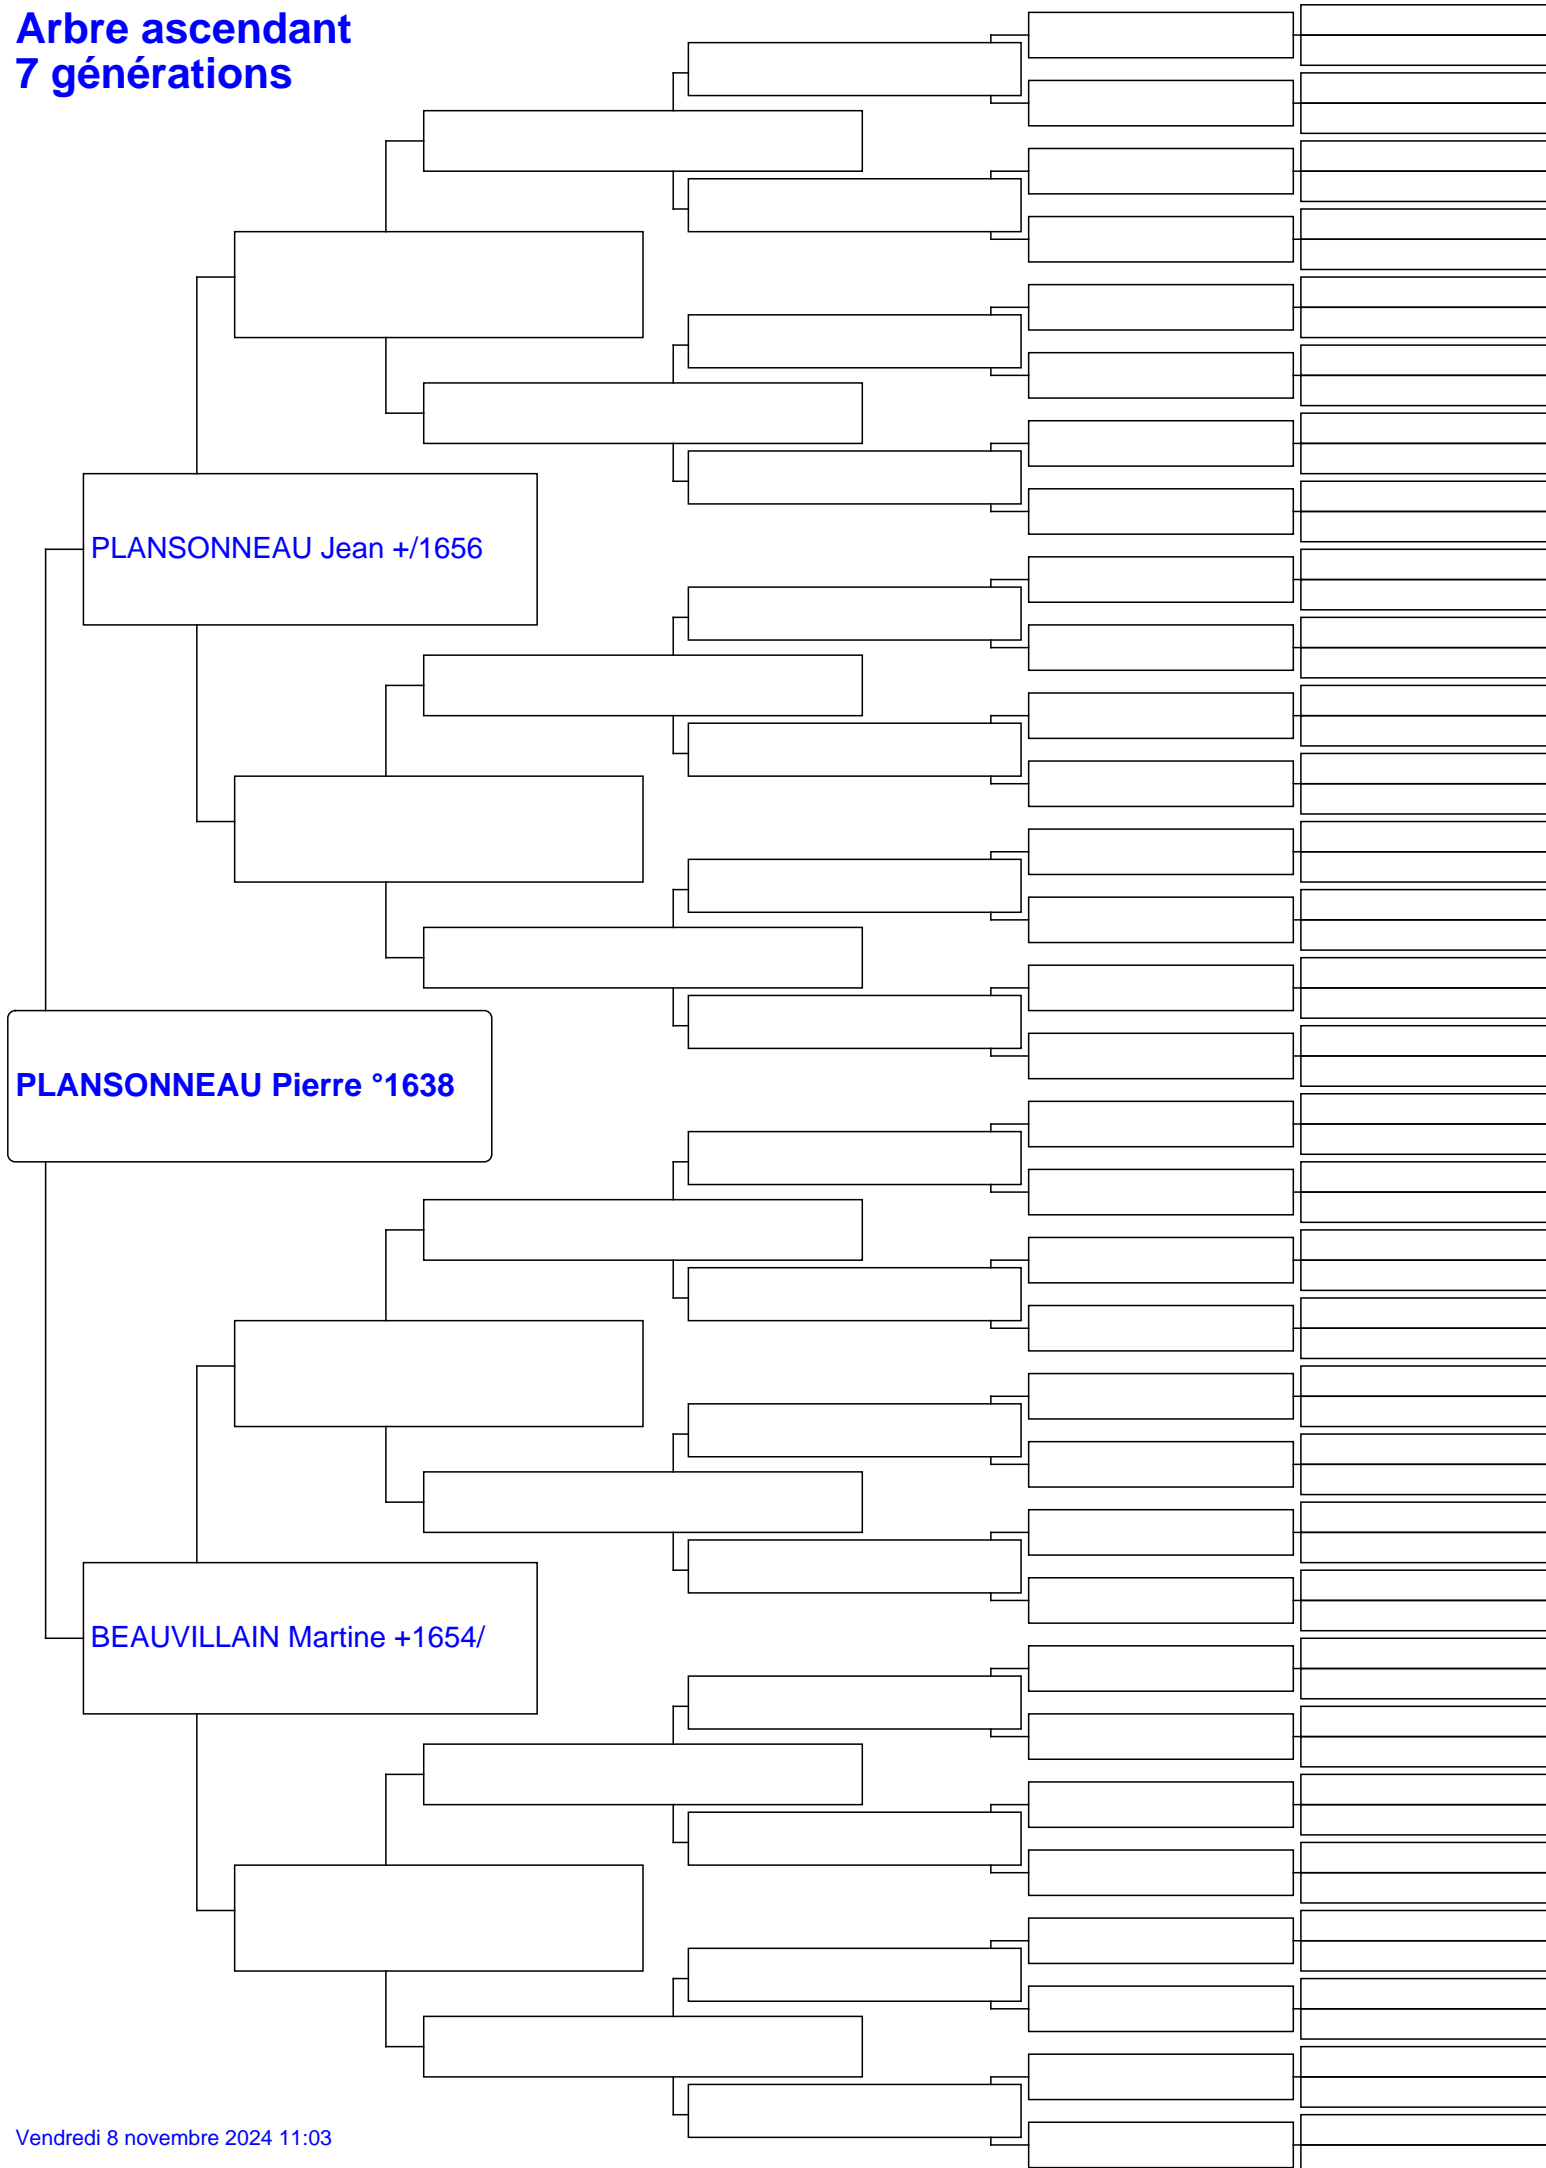 Arbre ascendant
7 générations
PLANSONNEAU Jean +/1656
PLANSONNEAU Pierre °1638
BEAUVILLAIN Martine +1654/
Vendredi 8 novembre 2024 11:03